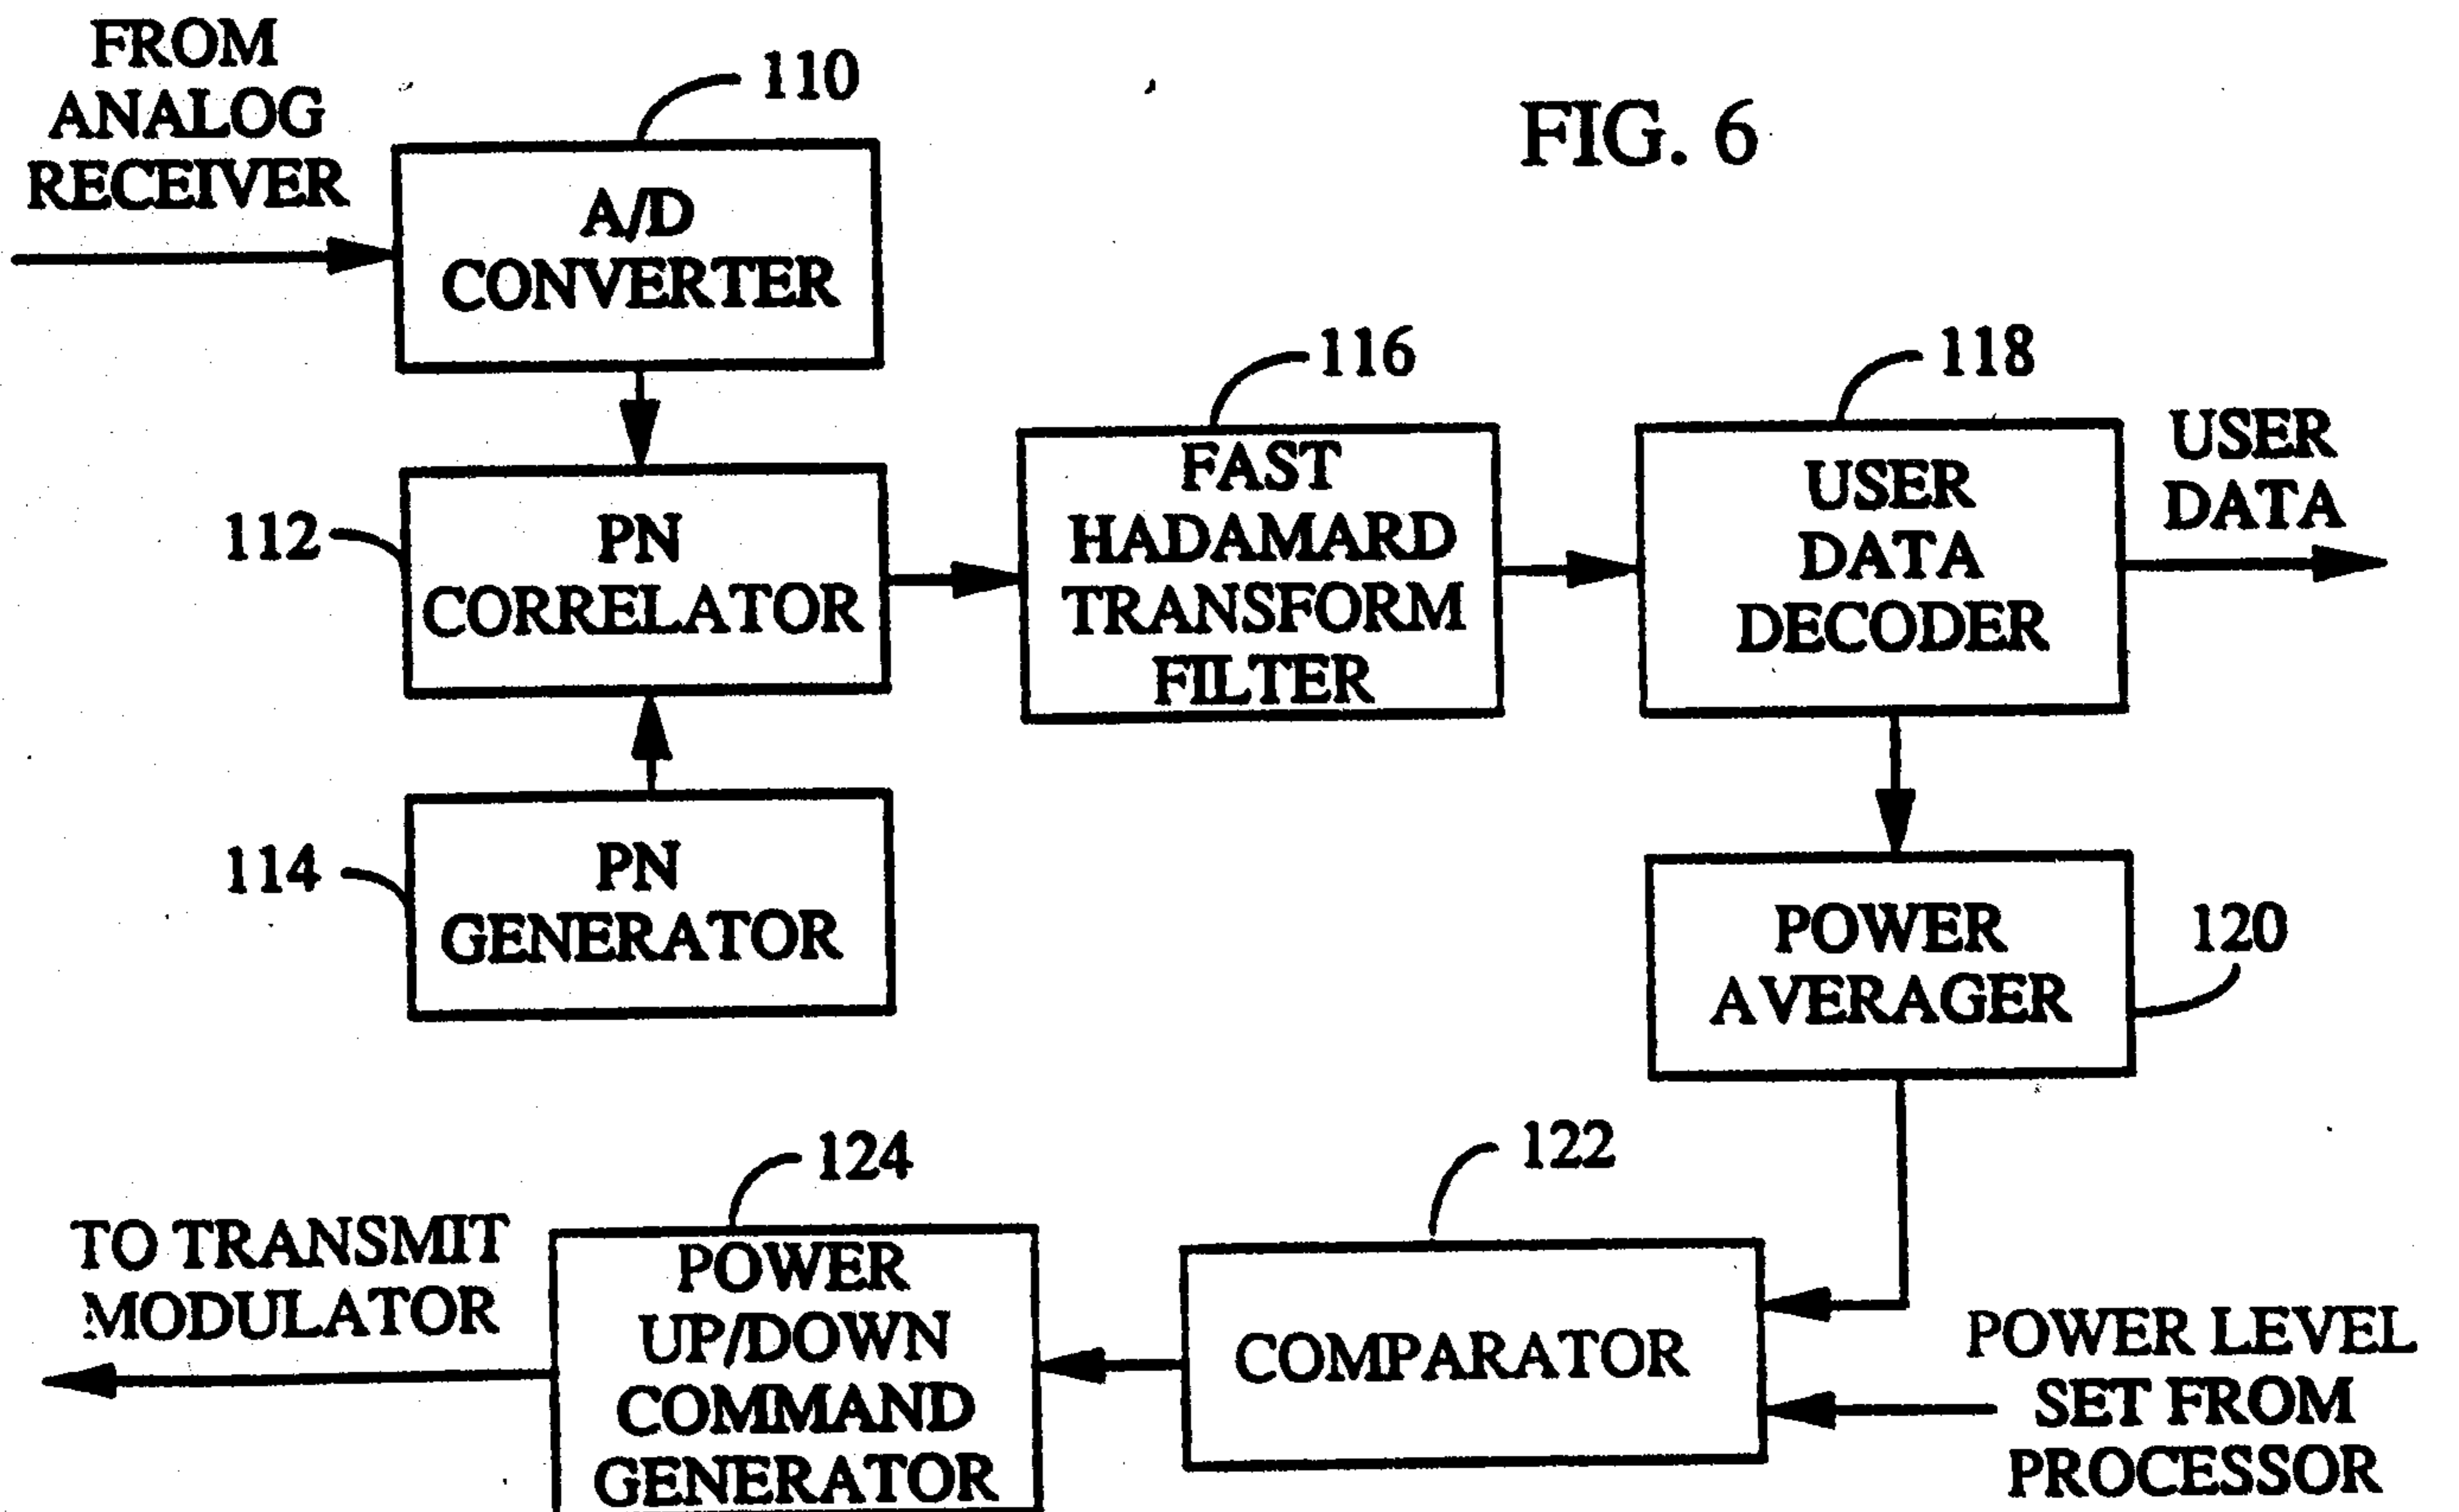 FROM
ANALOG
RECEIVER
110
FIG. 6
A/D
CONVERTER
116
118
FAST
HADAMARD
TRANSFORM
FILTER
USER
DATA
DECODER
USER
DATA
112
PN
CORRELATOR
114
PN
GENERATOR
POWER
AVERAGER
120
124
122
TO TRANSMIT
MODULATOR
POWER
UP/DOWN
COMMAND
GENERATOR
COMPARATOR
POWER LEVEL
SET FROM
PROCESSOR